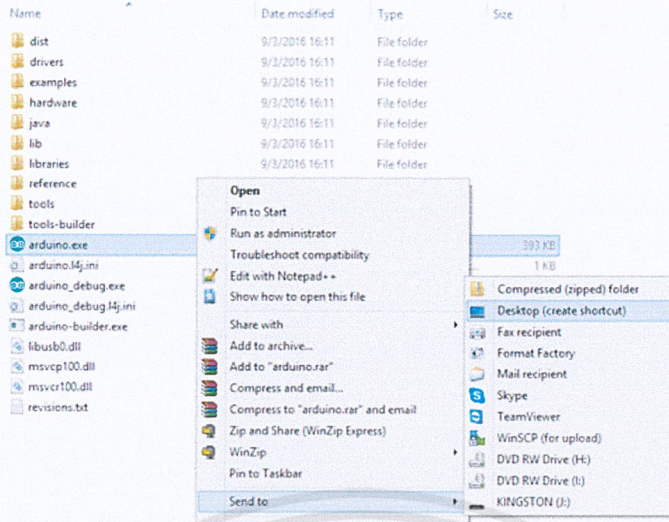 Name Date modified Type Size
dist 9/3/2016 16:11 File folder
drivers 9/3/2016 16:11 File folder
examples 9/3/2016 16:11 File folder
hardware 9/3/2016 16:11 File folder
java 9/3/2016 16:11 File folder
lib 9/3/2016 16:11 File folder
libraries 9/3/2016 16:11 File folder
reference
tools
tools-builder
arduino.exe 393 KB
arduino.l4j.ini 1 KB
arduino_debug.exe
arduino_debug.l4j.ini
arduino-builder.exe
libusb0.dll
msvcp100.dll
msvcr100.dll
revisions.txt
Open
Pin to Start
Run as administrator
Troubleshoot compatibility
Edit with Notepad++
Show how to open this file
Share with
Add to archive...
Add to "arduino.rar"
Compress and email...
Compress to "arduino.rar" and email
Zip and Share (WinZip Express)
WinZip
Pin to Taskbar
Send to
Compressed (zipped) folder
Desktop (create shortcut)
Fax recipient
Format Factory
Mail recipient
Skype
TeamViewer
WinSCP (for upload)
DVD RW Drive (H:)
DVD RW Drive (I:)
KINGSTON (J:)